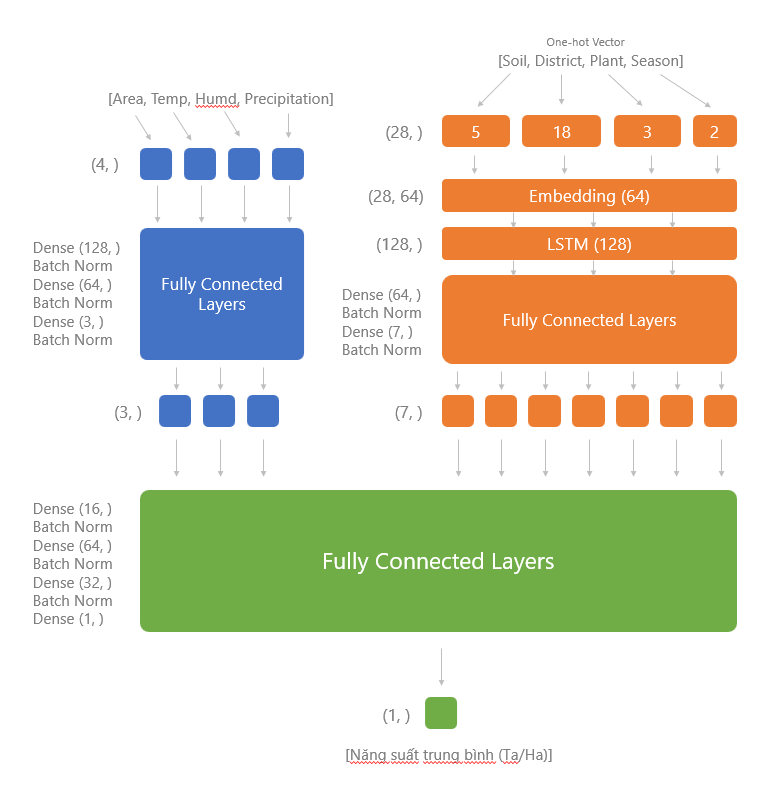 One-hot Vector
[Soil, District, Plant, Season]
[Area, Temp, Humd, Precipitation]
(28, )
5
18
3
2
(4, )
(28, 64)
Embedding (64)
(128, )
LSTM (128)
Dense (128, )
Batch Norm
Dense (64, )
Batch Norm
Dense (3, )
Batch Norm
Fully Connected
Layers
Dense (64, )
Batch Norm
Dense (7, )
Batch Norm
Fully Connected Layers
(3, )
(7, )
Dense (16, )
Batch Norm
Dense (64, )
Batch Norm
Dense (32, )
Batch Norm
Dense (1, )
Fully Connected Layers
(1, )
[Năng suất trung bình (Ta/Ha)]